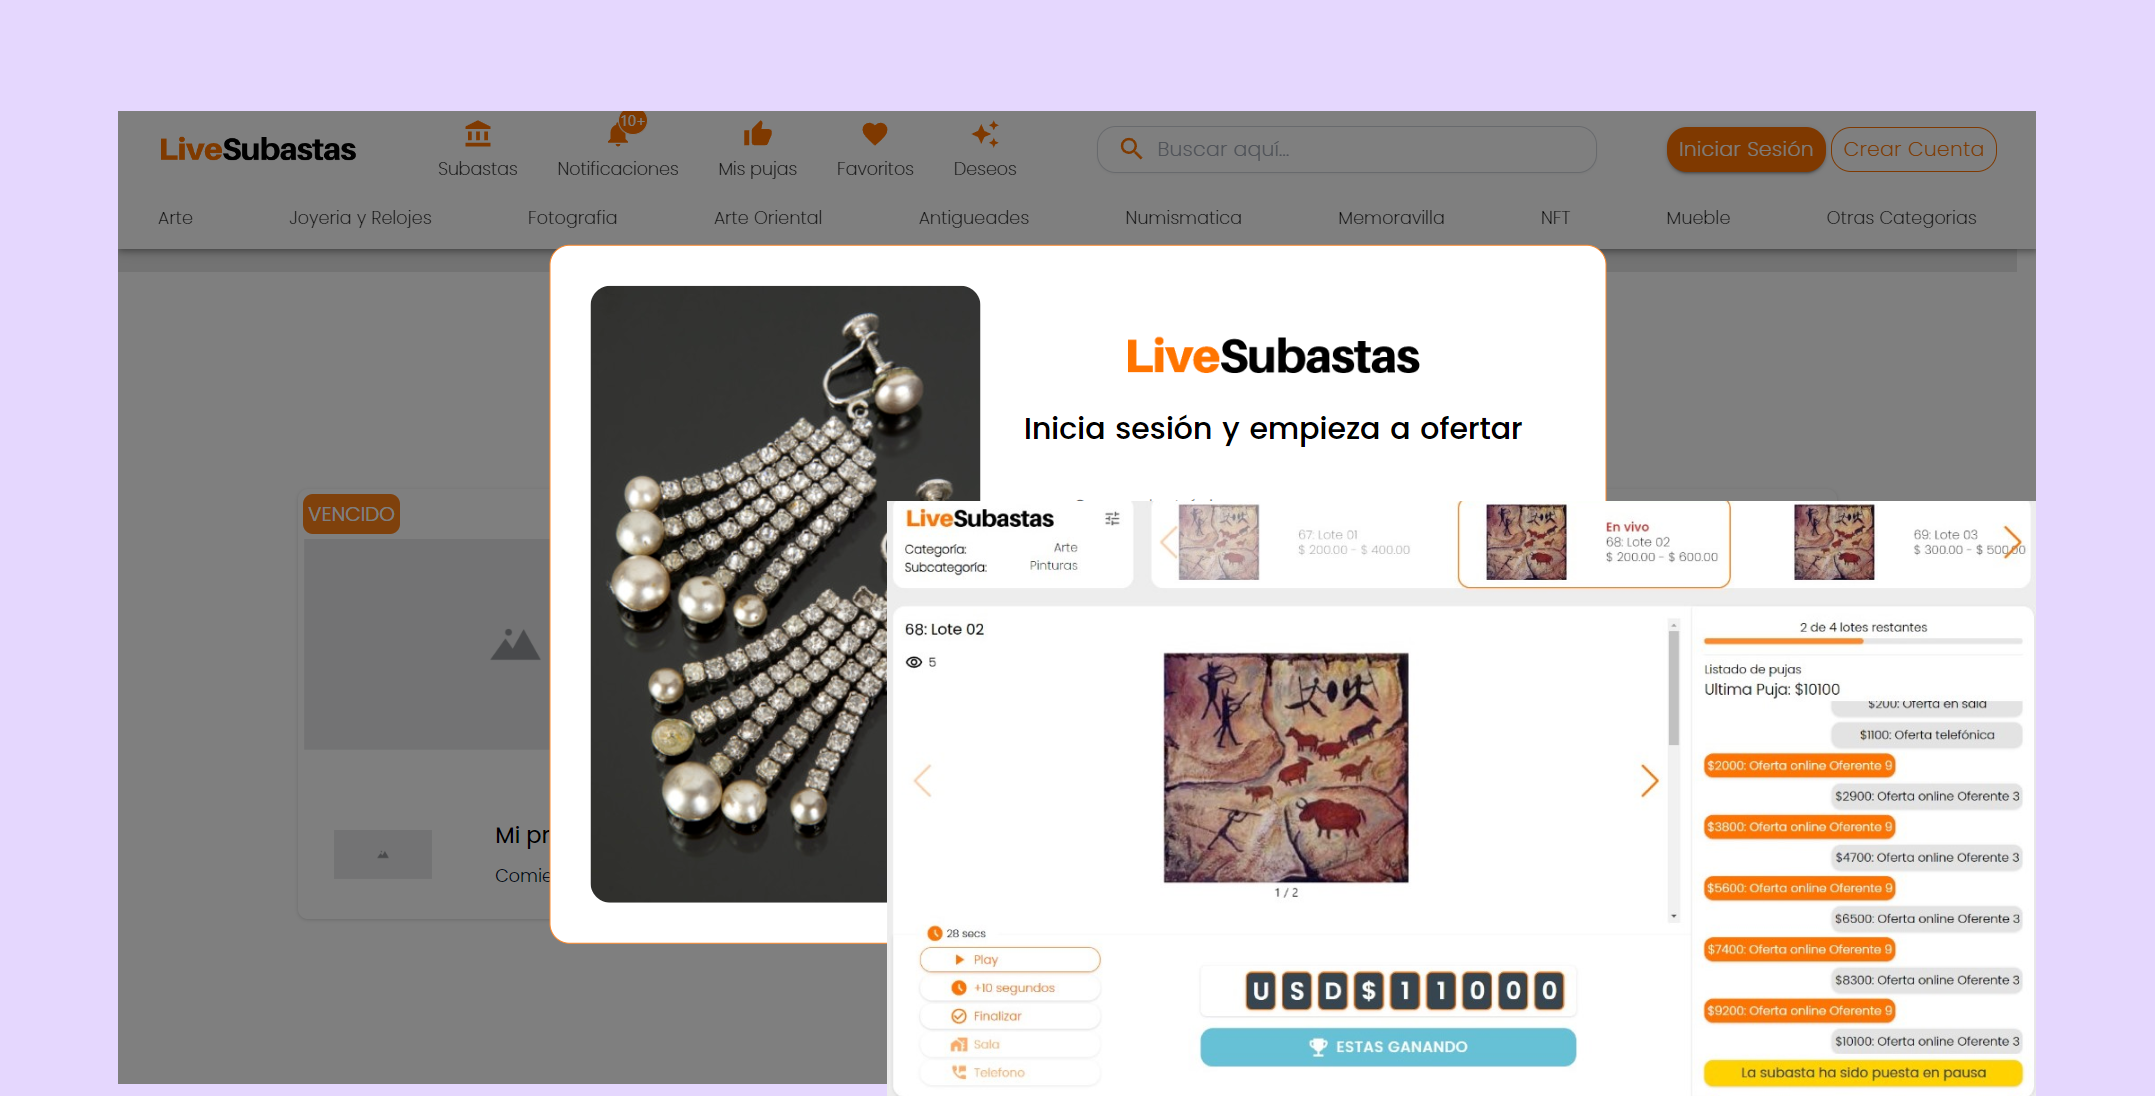 LiveSubastas
Subastas
10+
Notificaciones
Mis pujas
Favoritos
Deseos
Buscar aquí...
Iniciar Sesión
Crear Cuenta
Arte
Joyeria y Relojes
Fotografía
Arte Oriental
Antigueades
Numismatica
Memoravilla
NFT
Mueble
Otras Categorias
LiveSubastas
Inicia sesión y empieza a ofertar
VENCIDO
Mi pr
Comie
LiveSubastas
Categoría: Arte
Subcategoría: Pinturas
67: Lote 01
$ 200.00 - $ 400.00
En vivo
68: Lote 02
$ 200.00 - $ 600.00
69: Lote 03
$ 300.00 - $ 500.00
68: Lote 02
5
1 / 2
28 secs
Play
+10 segundos
Finalizar
Sala
Telefono
USD$11000
ESTAS GANANDO
2 de 4 lotes restantes
Listado de pujas
Ultima Puja: $10100
$200: Oferta en sala
$1100: Oferta telefónica
$2000: Oferta online Oferente 9
$2900: Oferta online Oferente 3
$3800: Oferta online Oferente 9
$4700: Oferta online Oferente 3
$5600: Oferta online Oferente 9
$6500: Oferta online Oferente 3
$7400: Oferta online Oferente 9
$8300: Oferta online Oferente 3
$9200: Oferta online Oferente 9
$10100: Oferta online Oferente 3
La subasta ha sido puesta en pausa